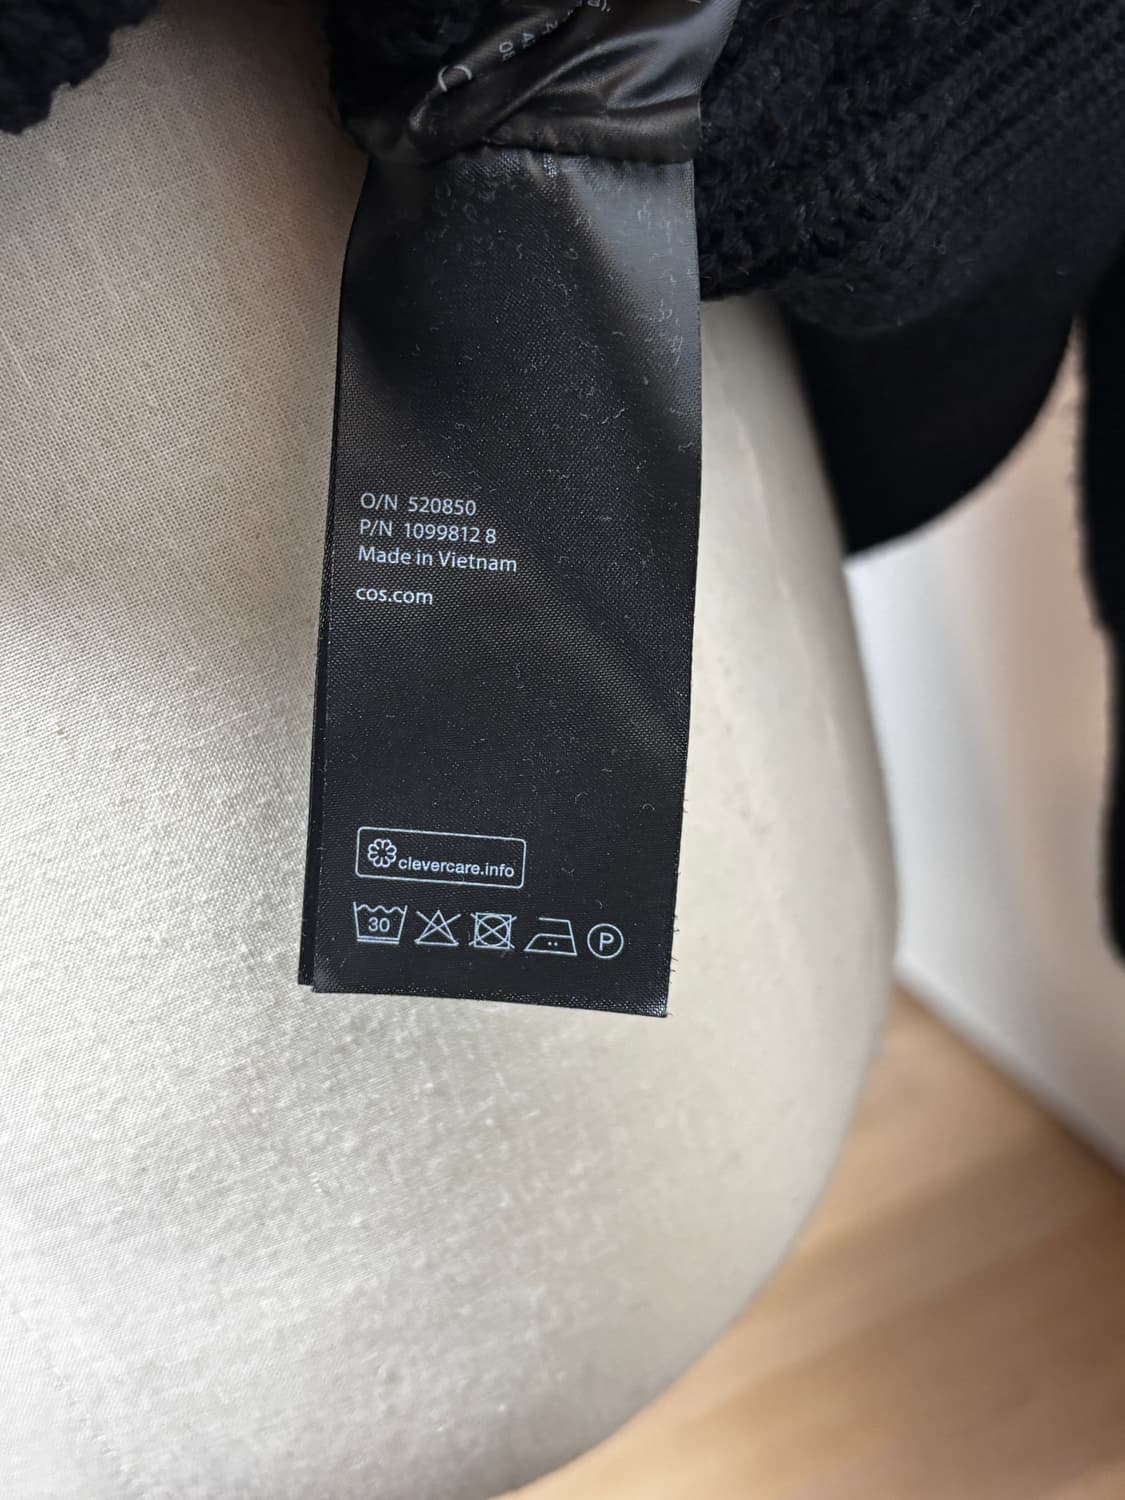 O/N 520850
P/N 1099812 8
Made in Vietnam
cos.com
clevercare.info
30
P